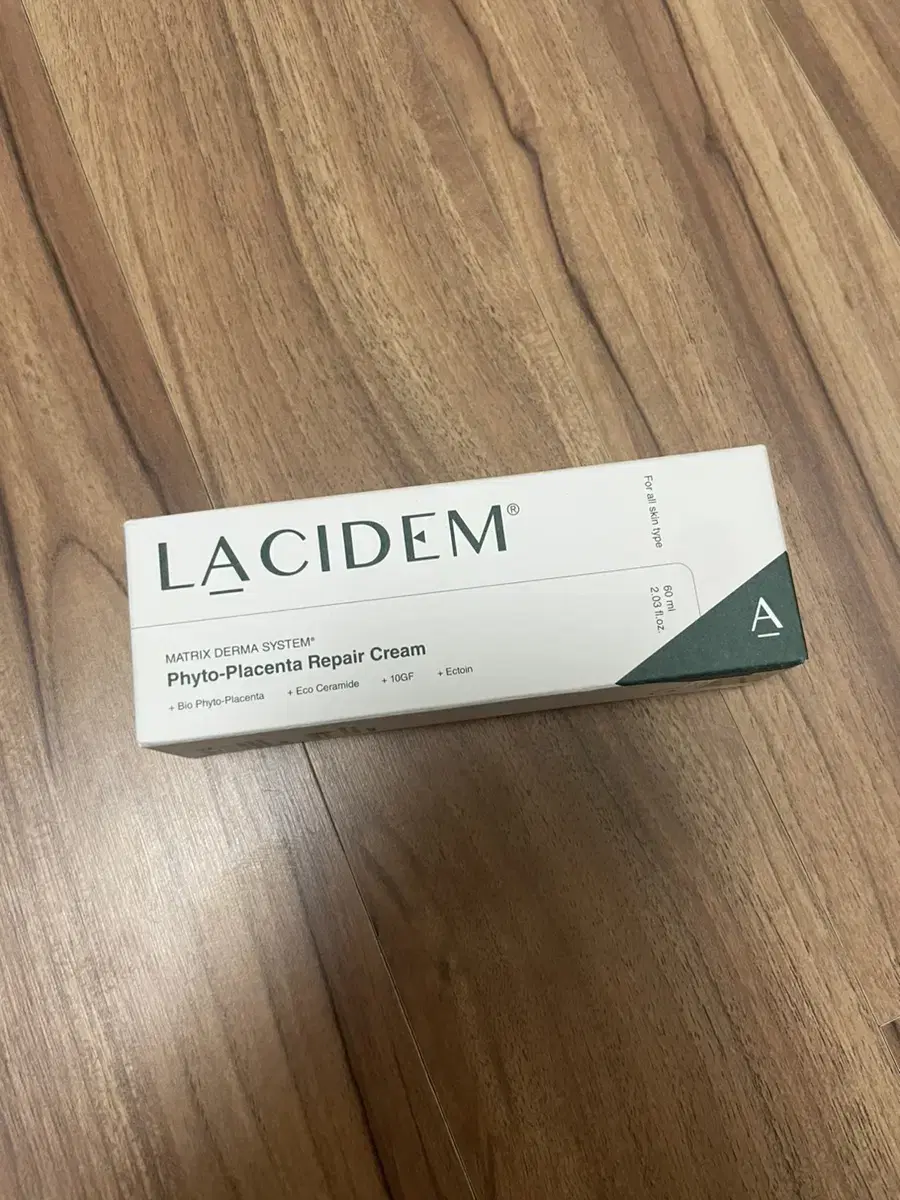 LACIDEM®
For all skin type
MATRIX DERMA SYSTEM®
Phyto-Placenta Repair Cream
+ Bio Phyto-Placenta + Eco Ceramide + 10GF + Ectoin
60 ml
2.03 fl.oz.
A